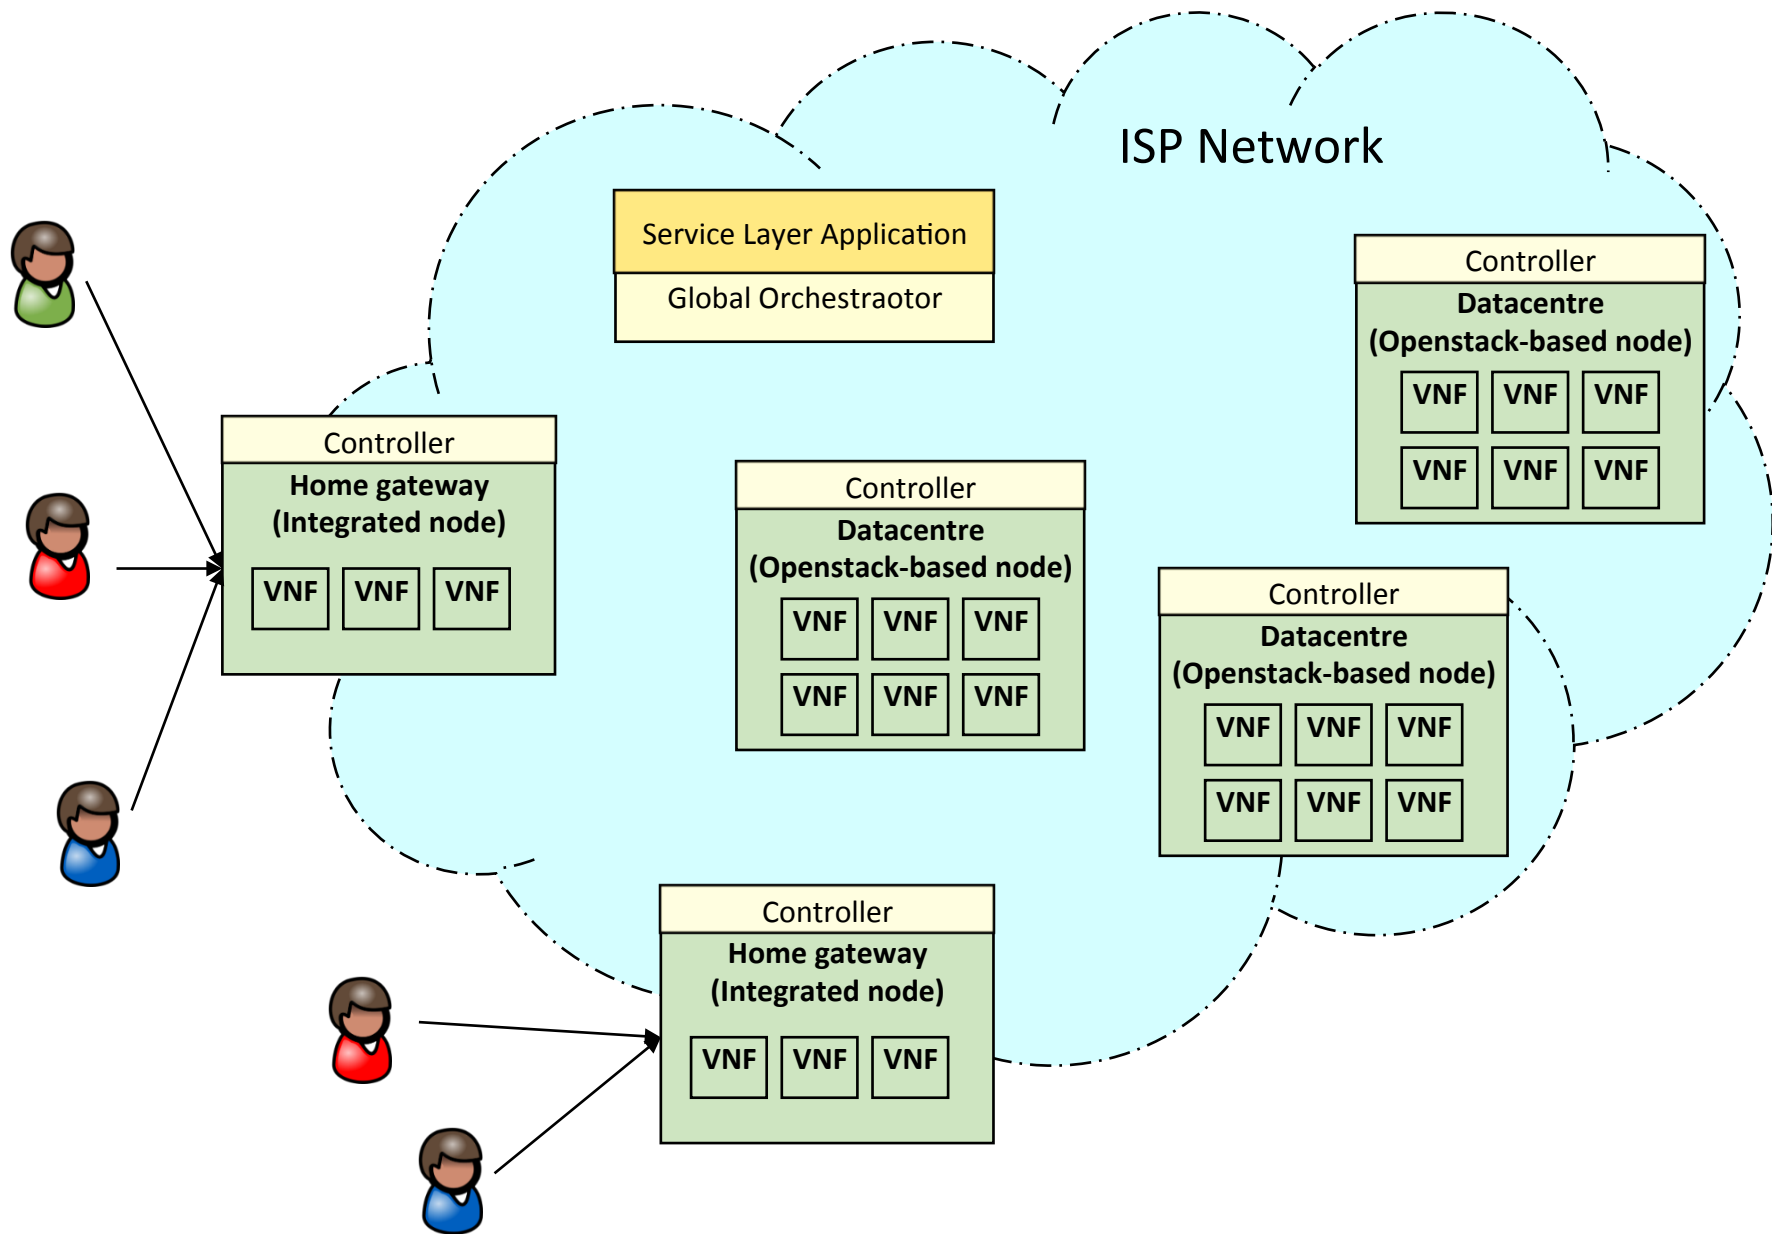 ISP Network
Service Layer Application
Global Orchestraotor
Controller
Datacentre
(Openstack-based node)
VNF VNF VNF
VNF VNF VNF
Controller
Home gateway
(Integrated node)
VNF VNF VNF
Controller
Datacentre
(Openstack-based node)
VNF VNF VNF
VNF VNF VNF
Controller
Datacentre
(Openstack-based node)
VNF VNF VNF
VNF VNF VNF
Controller
Home gateway
(Integrated node)
VNF VNF VNF